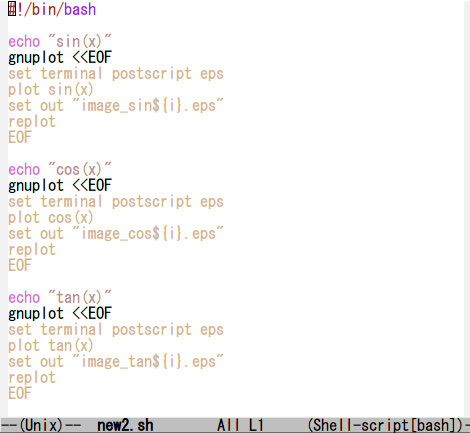 #!/bin/bash
echo "sin(x)"
gnuplot <<EOF
set terminal postscript eps
plot sin(x)
set out "image_sin${i}.eps"
replot
EOF
echo "cos(x)"
gnuplot <<EOF
set terminal postscript eps
plot cos(x)
set out "image_cos${i}.eps"
replot
EOF
echo "tan(x)"
gnuplot <<EOF
set terminal postscript eps
plot tan(x)
set out "image_tan${i}.eps"
replot
EOF
--(Unix)-- new2.sh All L1 (Shell-script[bash])-